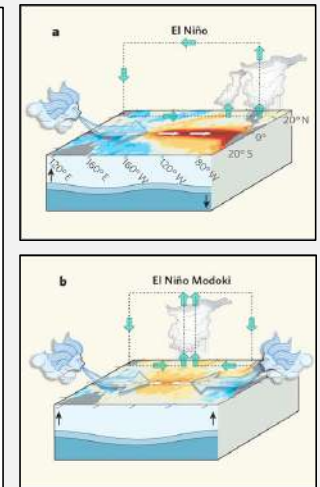 a
El Niño
20° N
0°
20° S
120° E
160° E
160° W
120° W
80° W
b
El Niño Modoki